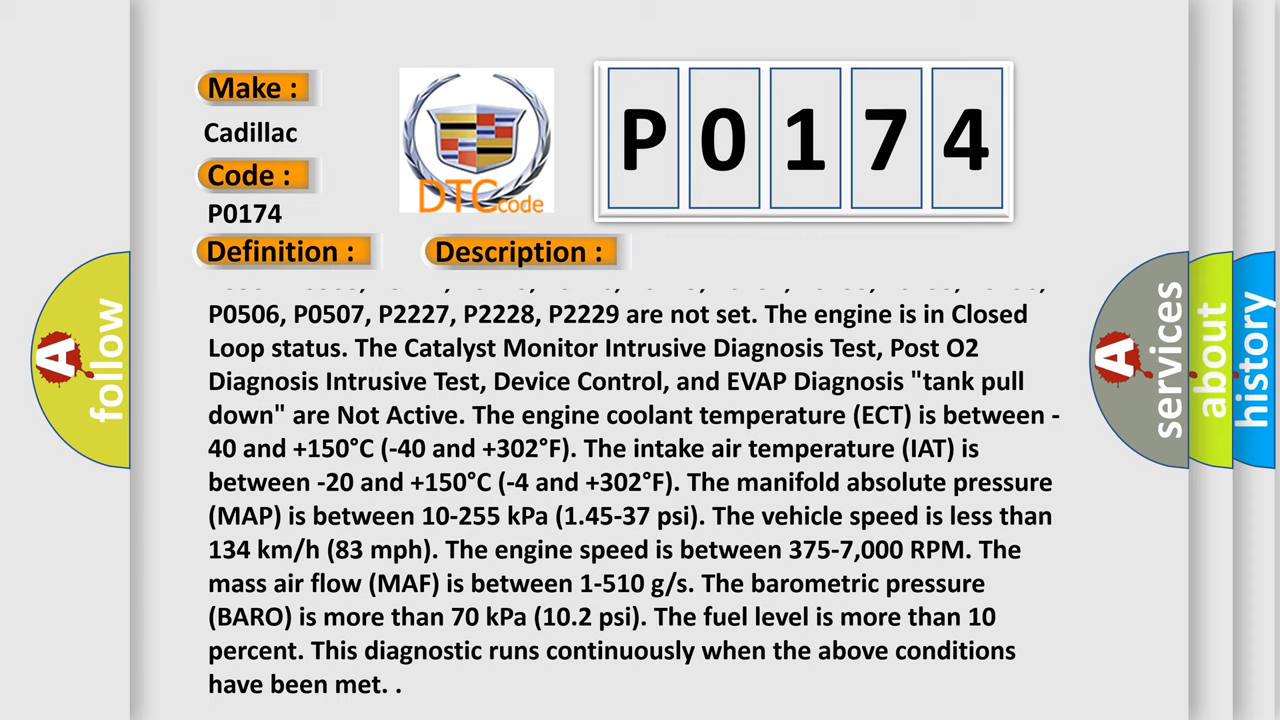 Make :
Cadillac
Code :
P0174
DTC code
P0174
Definition :
Description :
P0506, P0507, P2227, P2228, P2229 are not set. The engine is in Closed
Loop status. The Catalyst Monitor Intrusive Diagnosis Test, Post O2
Diagnosis Intrusive Test, Device Control, and EVAP Diagnosis "tank pull
down" are Not Active. The engine coolant temperature (ECT) is between -
40 and +150°C (-40 and +302°F). The intake air temperature (IAT) is
between -20 and +150°C (-4 and +302°F). The manifold absolute pressure
(MAP) is between 10-255 kPa (1.45-37 psi). The vehicle speed is less than
134 km/h (83 mph). The engine speed is between 375-7,000 RPM. The
mass air flow (MAF) is between 1-510 g/s. The barometric pressure
(BARO) is more than 70 kPa (10.2 psi). The fuel level is more than 10
percent. This diagnostic runs continuously when the above conditions
have been met. .
A
follow
A
services
about
history